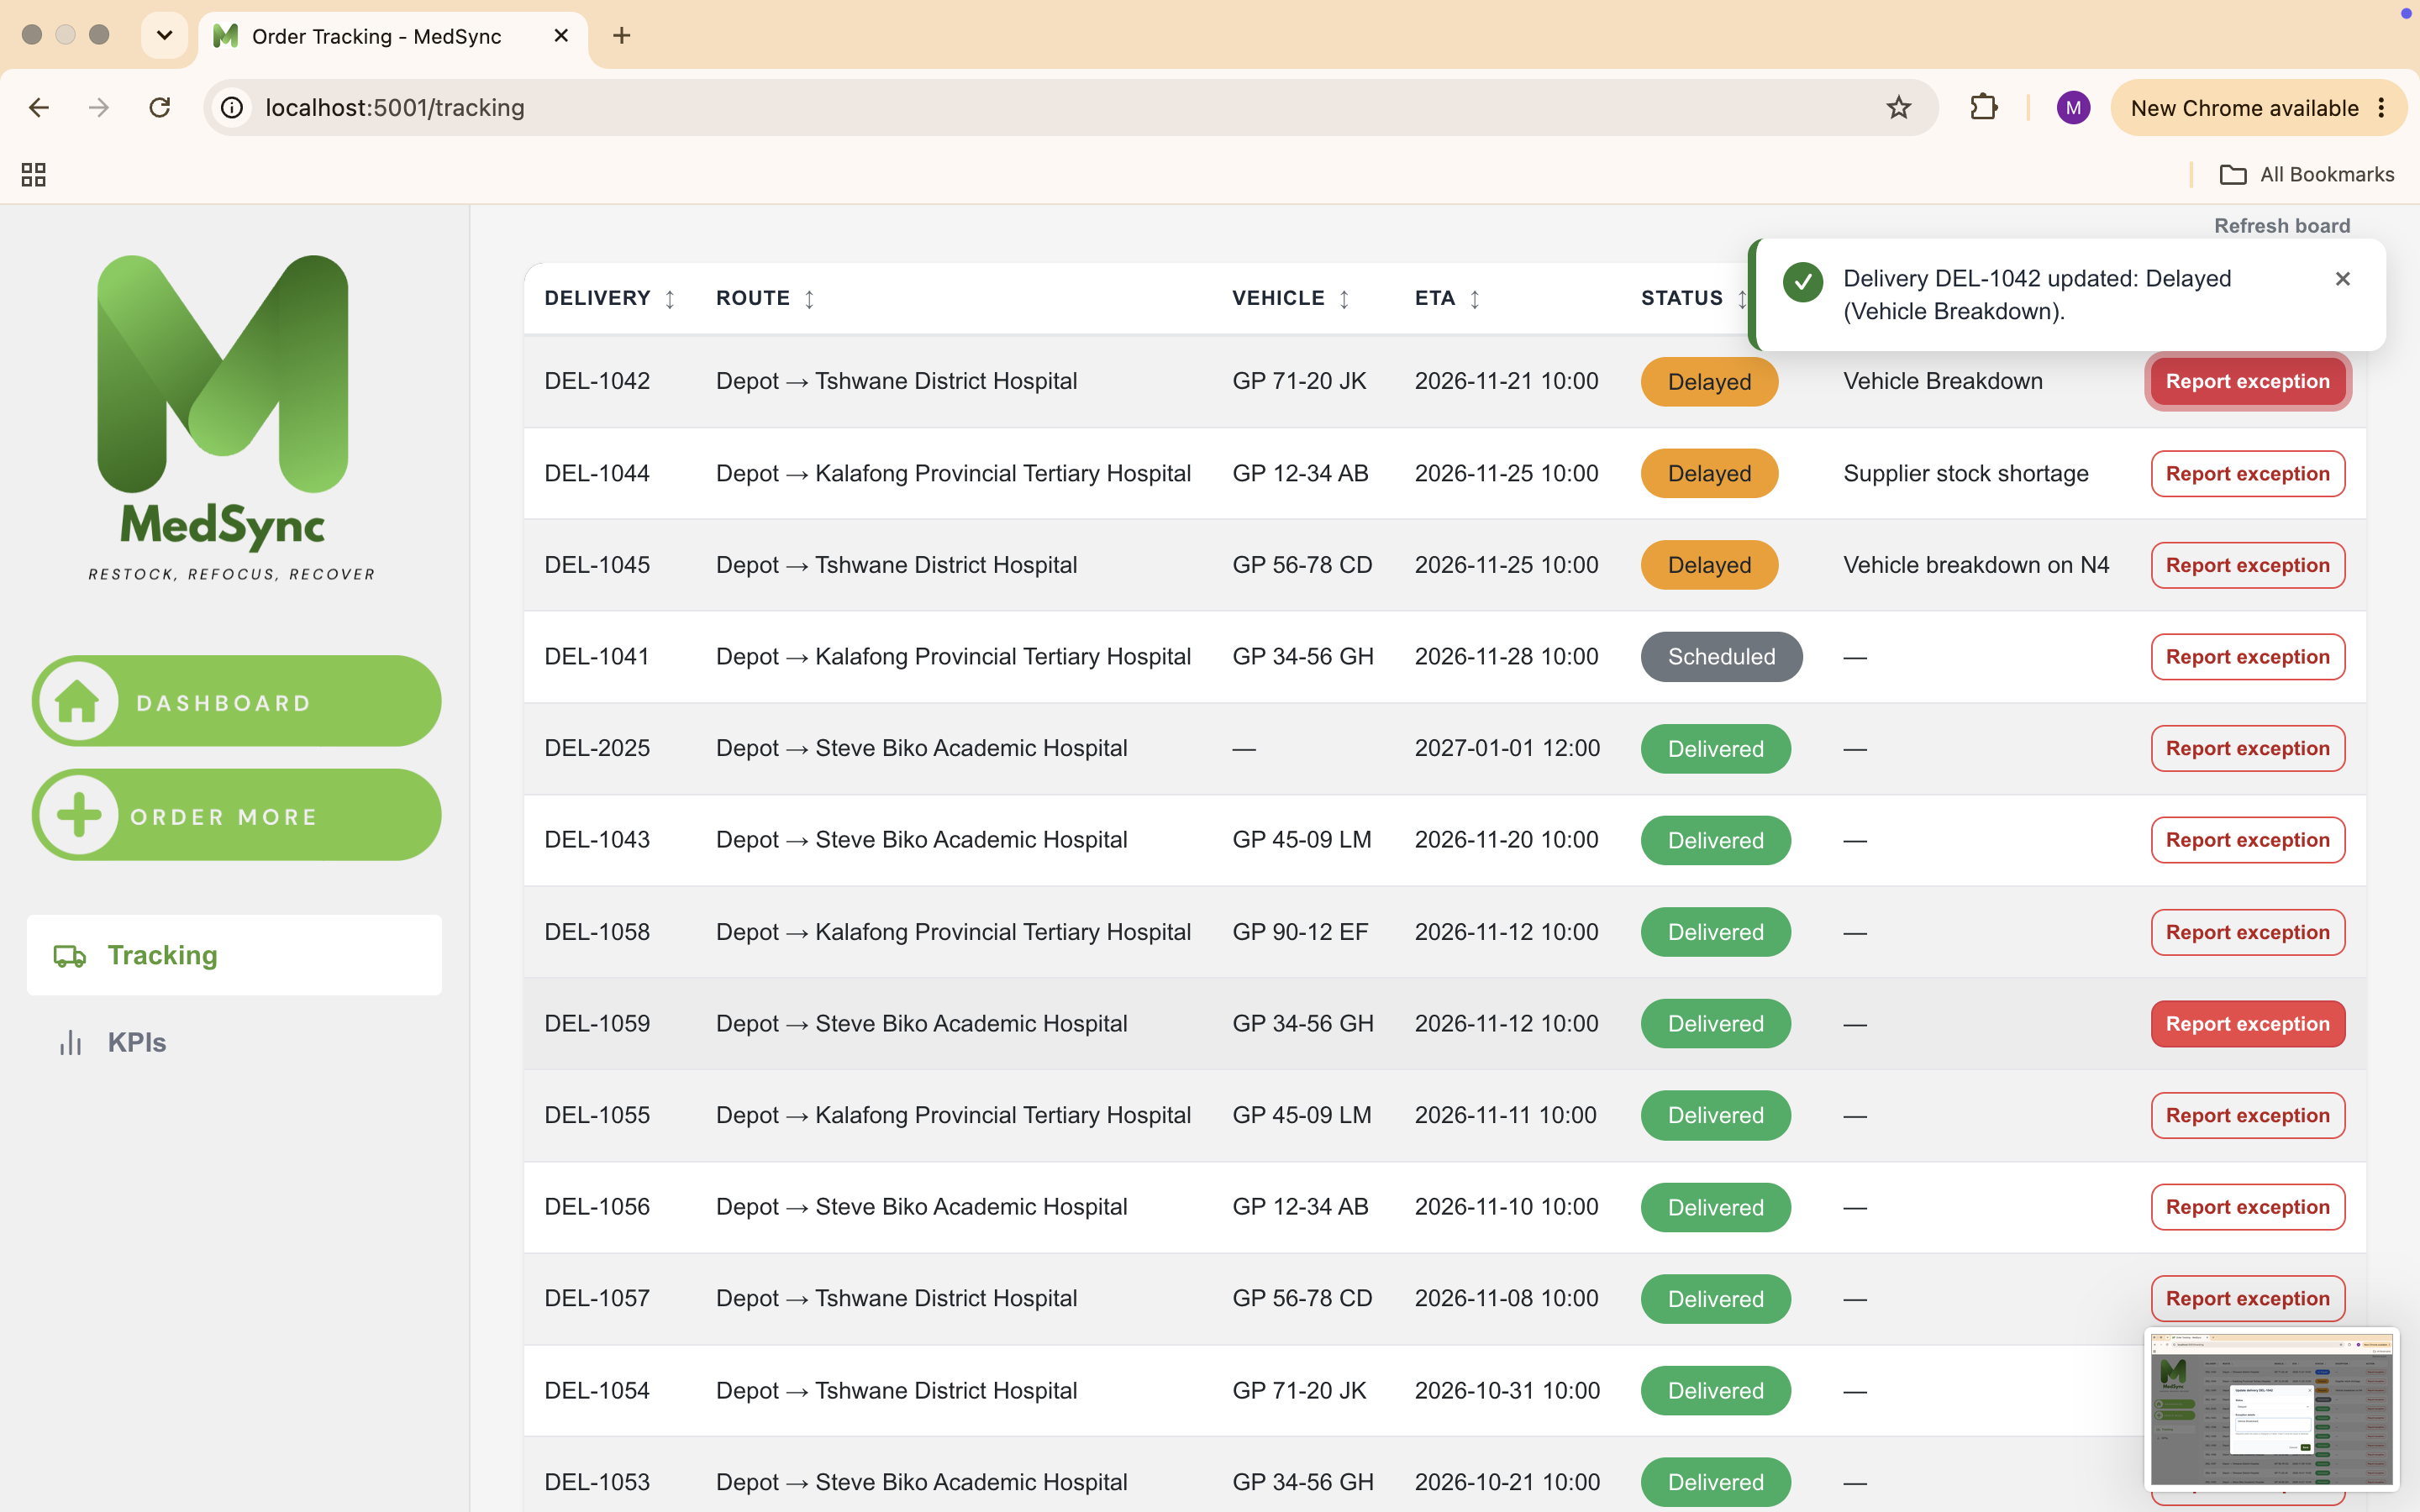 Order Tracking - MedSync
localhost:5001/tracking
M
New Chrome available
All Bookmarks
MedSync
RESTOCK, REFOCUS, RECOVER
DASHBOARD
ORDER MORE
Tracking
KPIs
Refresh board
Delivery DEL-1042 updated: Delayed
(Vehicle Breakdown).
DELIVERY ROUTE VEHICLE ETA STATUS
DEL-1042 Depot → Tshwane District Hospital GP 71-20 JK 2026-11-21 10:00 Delayed Vehicle Breakdown Report exception
DEL-1044 Depot → Kalafong Provincial Tertiary Hospital GP 12-34 AB 2026-11-25 10:00 Delayed Supplier stock shortage Report exception
DEL-1045 Depot → Tshwane District Hospital GP 56-78 CD 2026-11-25 10:00 Delayed Vehicle breakdown on N4 Report exception
DEL-1041 Depot → Kalafong Provincial Tertiary Hospital GP 34-56 GH 2026-11-28 10:00 Scheduled — Report exception
DEL-2025 Depot → Steve Biko Academic Hospital — 2027-01-01 12:00 Delivered — Report exception
DEL-1043 Depot → Steve Biko Academic Hospital GP 45-09 LM 2026-11-20 10:00 Delivered — Report exception
DEL-1058 Depot → Kalafong Provincial Tertiary Hospital GP 90-12 EF 2026-11-12 10:00 Delivered — Report exception
DEL-1059 Depot → Steve Biko Academic Hospital GP 34-56 GH 2026-11-12 10:00 Delivered — Report exception
DEL-1055 Depot → Kalafong Provincial Tertiary Hospital GP 45-09 LM 2026-11-11 10:00 Delivered — Report exception
DEL-1056 Depot → Steve Biko Academic Hospital GP 12-34 AB 2026-11-10 10:00 Delivered — Report exception
DEL-1057 Depot → Tshwane District Hospital GP 56-78 CD 2026-11-08 10:00 Delivered — Report exception
DEL-1054 Depot → Tshwane District Hospital GP 71-20 JK 2026-10-31 10:00 Delivered —
DEL-1053 Depot → Steve Biko Academic Hospital GP 34-56 GH 2026-10-21 10:00 Delivered —
MedSync